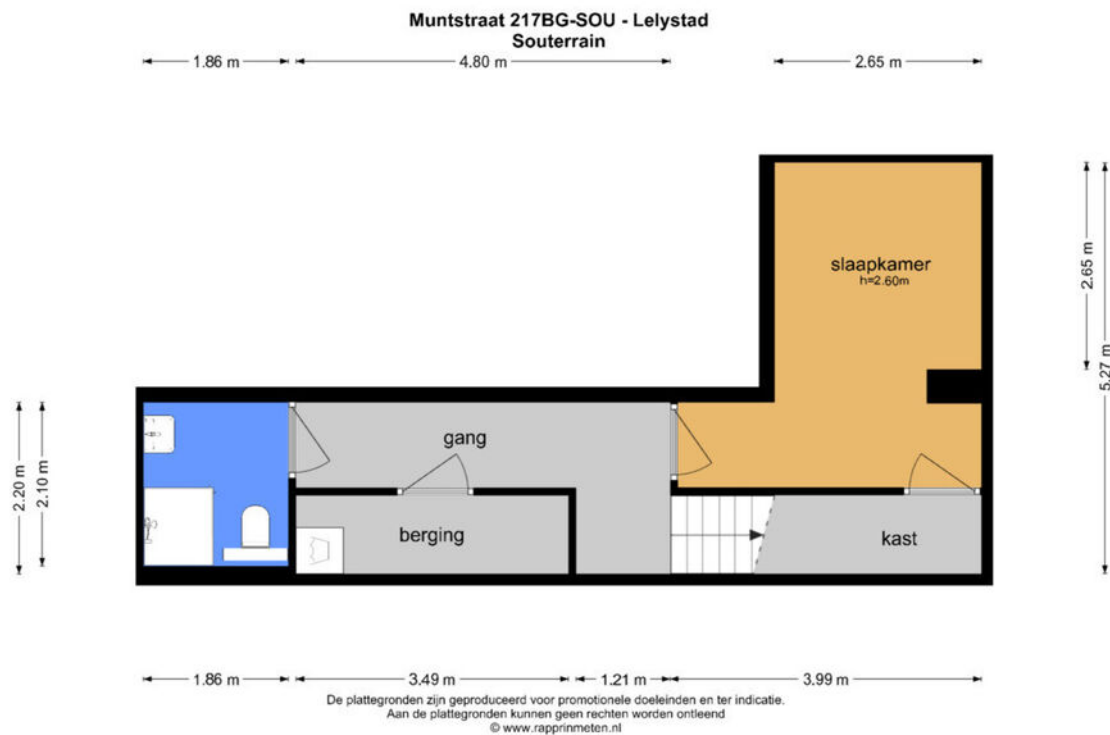 Muntstraat 217BG-SOU - Lelystad
Souterrain
1.86 m
4.80 m
2.65 m
slaapkamer
h=2.60m
2.65 m
5.27 m
gang
2.20 m
2.10 m
berging
kast
1.86 m
3.49 m
1.21 m
3.99 m
De plattegronden zijn geproduceerd voor promotionele doeleinden en ter indicatie.
Aan de plattegronden kunnen geen rechten worden ontleend
© www.rapprinmeten.nl